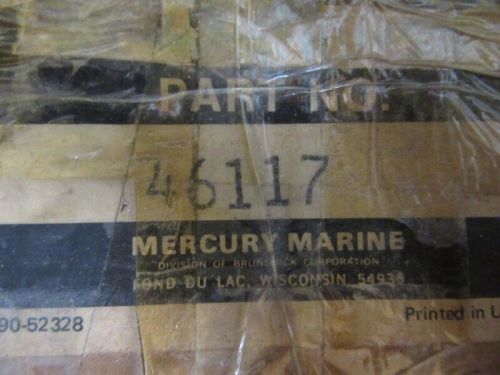 PART NO.
46117
MERCURY MARINE
DIVISION OF BRUNSWICK CORPORATION
FOND DU LAC, WISCONSIN 54935
90-52328
Printed in U